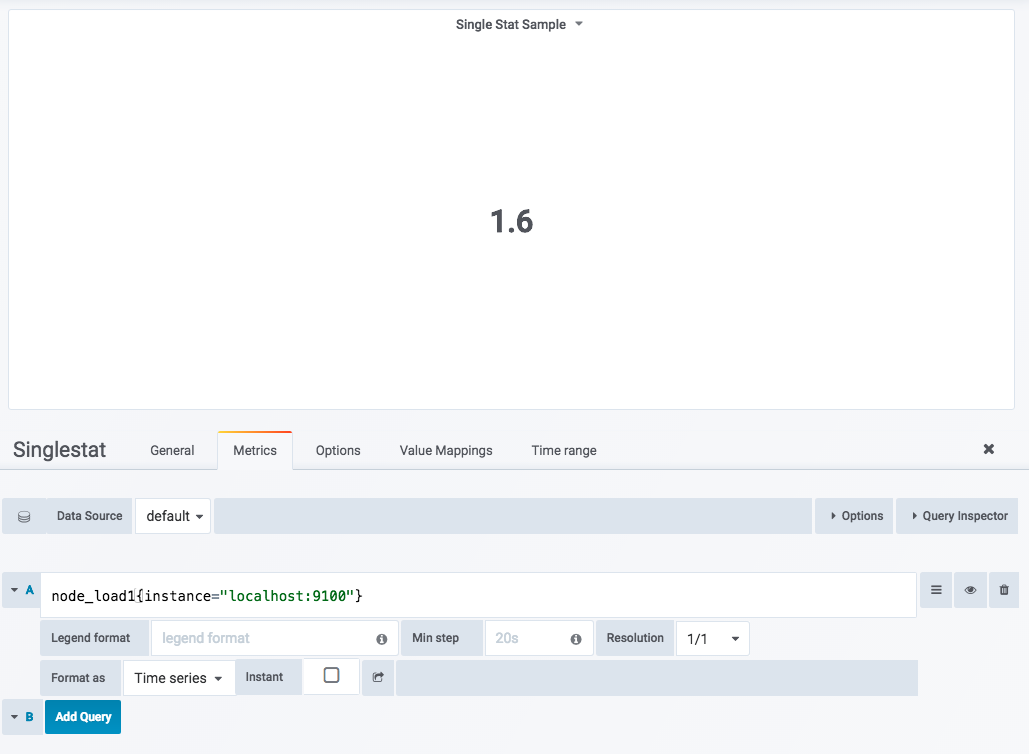 Single Stat Sample
1.6
Singlestat General Metrics Options Value Mappings Time range
Data Source default Options Query Inspector
A node_load1{instance="localhost:9100"}
Legend format legend format Min step 20s Resolution 1/1
Format as Time series Instant
B Add Query